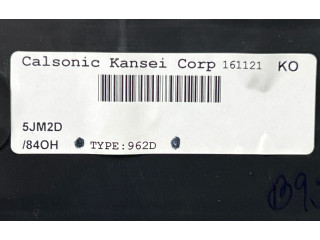 Calsonic Kansei Corp 161121 KO
5JM2D
/84OH TYPE:962D